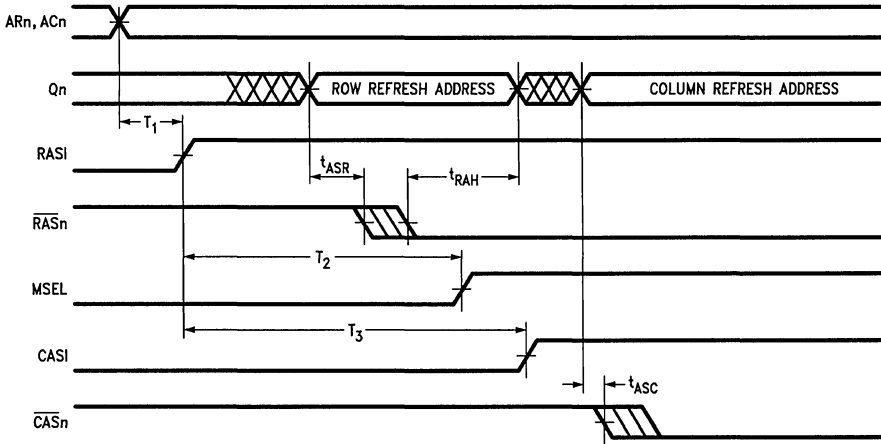 ARn, ACn
Qn
ROW REFRESH ADDRESS
COLUMN REFRESH ADDRESS
T1
RASI
tASR
tRAH
RASn
T2
MSEL
T3
CASI
tASC
CASn